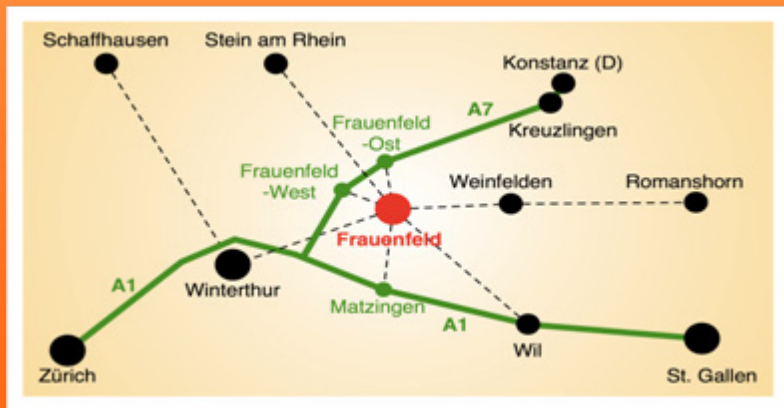 Schaffhausen
Stein am Rhein
Konstanz (D)
A7
Kreuzlingen
Frauenfeld
-Ost
Frauenfeld
-West
Weinfelden
Romanshorn
Frauenfeld
A1
Winterthur
Matzingen
A1
Wil
Zürich
St. Gallen